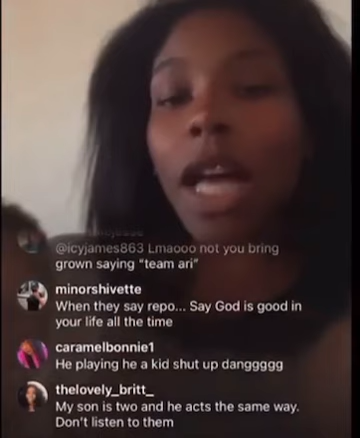 @icyjames863 Lmaooo not you bring
grown saying "team ari"
minorshivette
When they say repo... Say God is good in
your life all the time
caramelbonnie1
He playing he a kid shut up danggggg
thelovely_britt_
My son is two and he acts the same way.
Don't listen to them